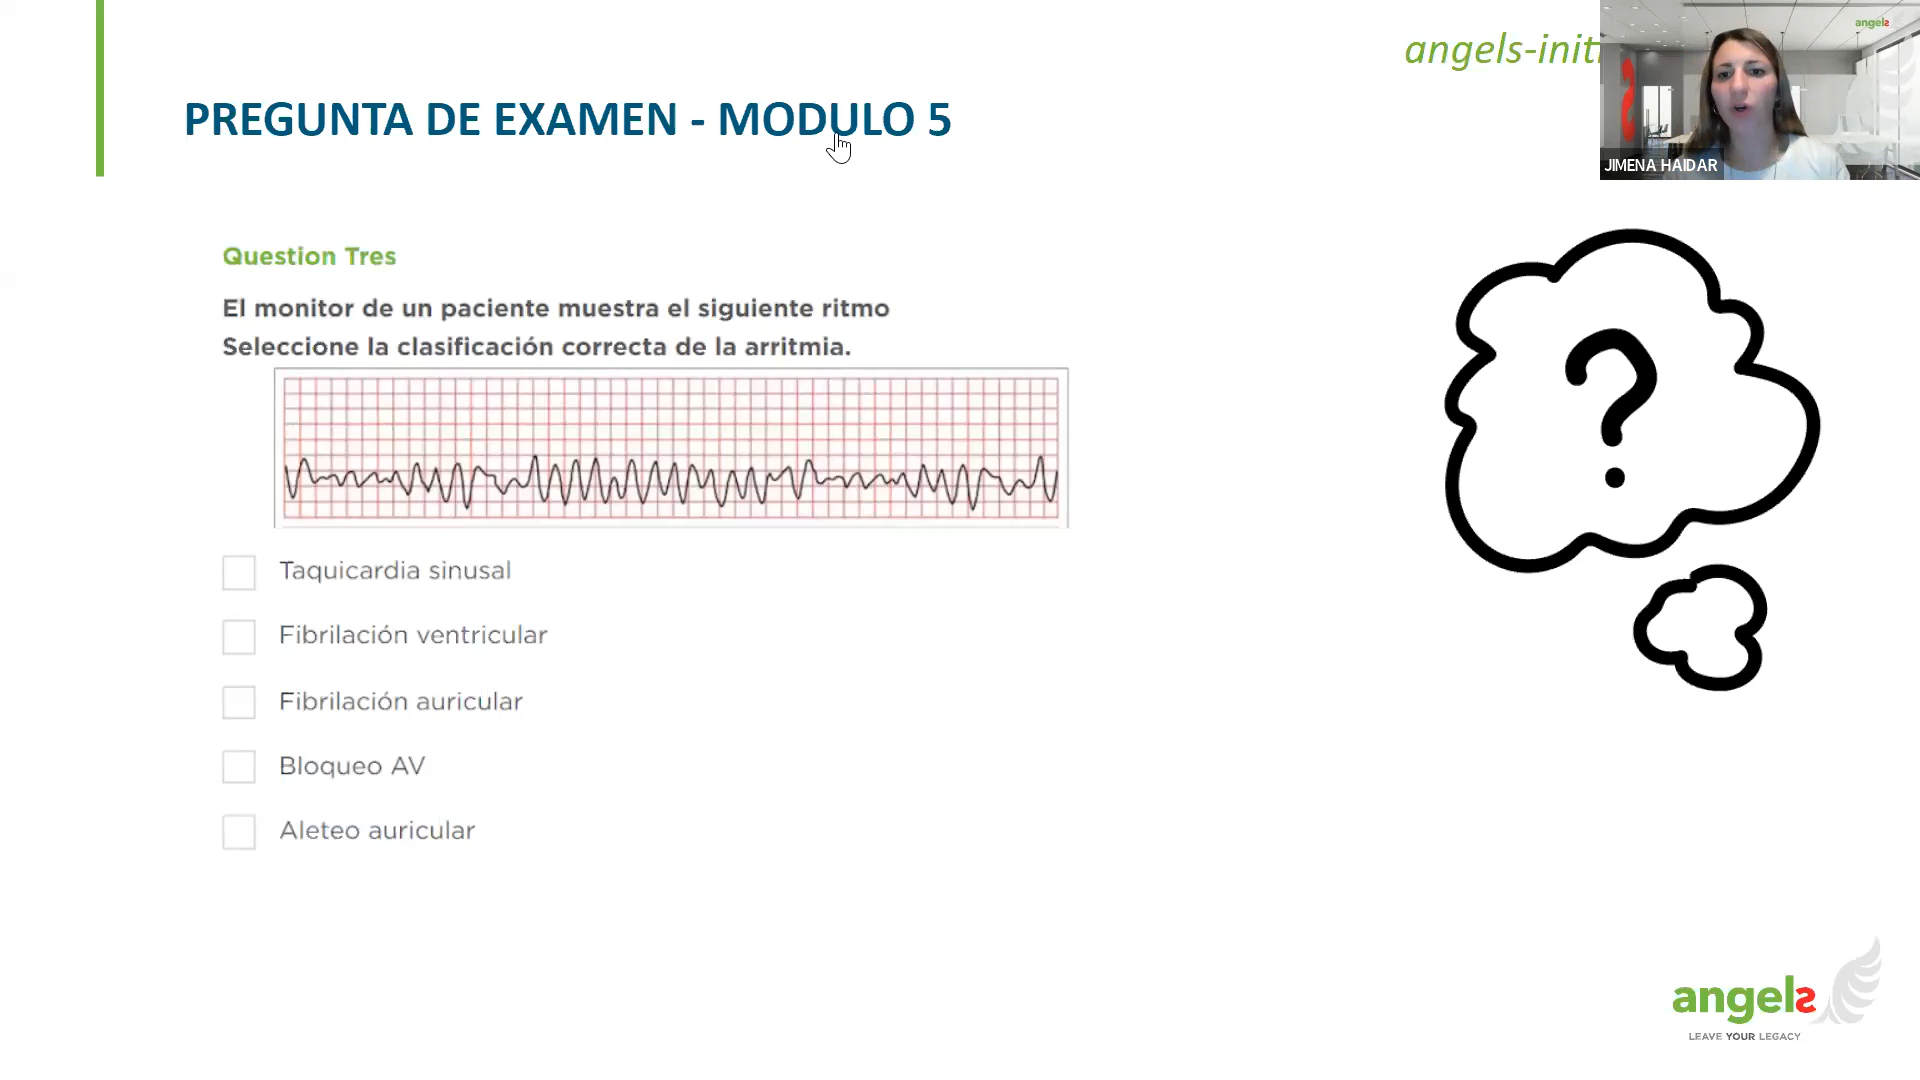 angels-initi
angels
JIMENA HAIDAR
PREGUNTA DE EXAMEN - MODULO 5
Question Tres
El monitor de un paciente muestra el siguiente ritmo
Seleccione la clasificación correcta de la arritmia.
Taquicardia sinusal
Fibrilación ventricular
Fibrilación auricular
Bloqueo AV
Aleteo auricular
?
angels
LEAVE YOUR LEGACY